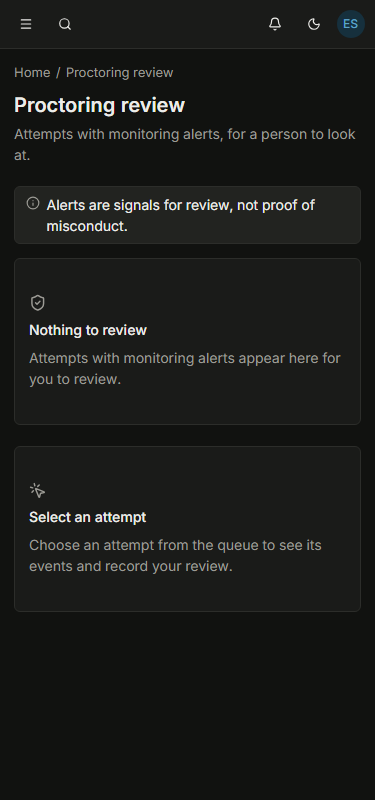 ES
Home / Proctoring review
Proctoring review
Attempts with monitoring alerts, for a person to look
at.
Alerts are signals for review, not proof of
misconduct.
Nothing to review
Attempts with monitoring alerts appear here for
you to review.
Select an attempt
Choose an attempt from the queue to see its
events and record your review.